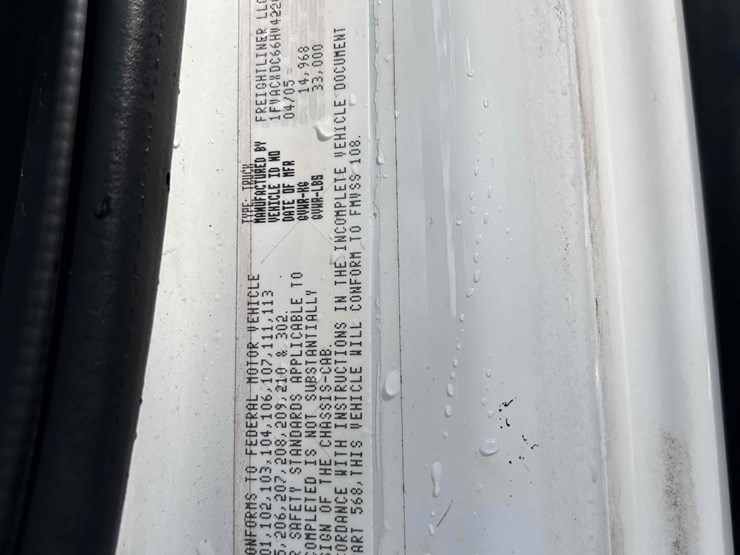 TYPE: TRUCK
MANUFACTURED BY FREIGHTLINER LLC
VEHICLE ID NO
DATE OF MFR 04/05
GVWR-KG 14,968
GVWR-LBS 33,000
ONFORMS TO FEDERAL MOTOR VEHICLE
01,102,103,104,106,107,111,113
5,206,207,208,209,210 & 302.
R SAFETY STANDARDS APPLICABLE TO
OMPLETED IS NOT SUBSTANTIALLY
SIGN OF THE CHASSIS-CAB.
CORDANCE WITH INSTRUCTIONS IN THE INCOMPLETE VEHICLE DOCUMENT
ART 568,THIS VEHICLE WILL CONFORM TO FMVSS 108.